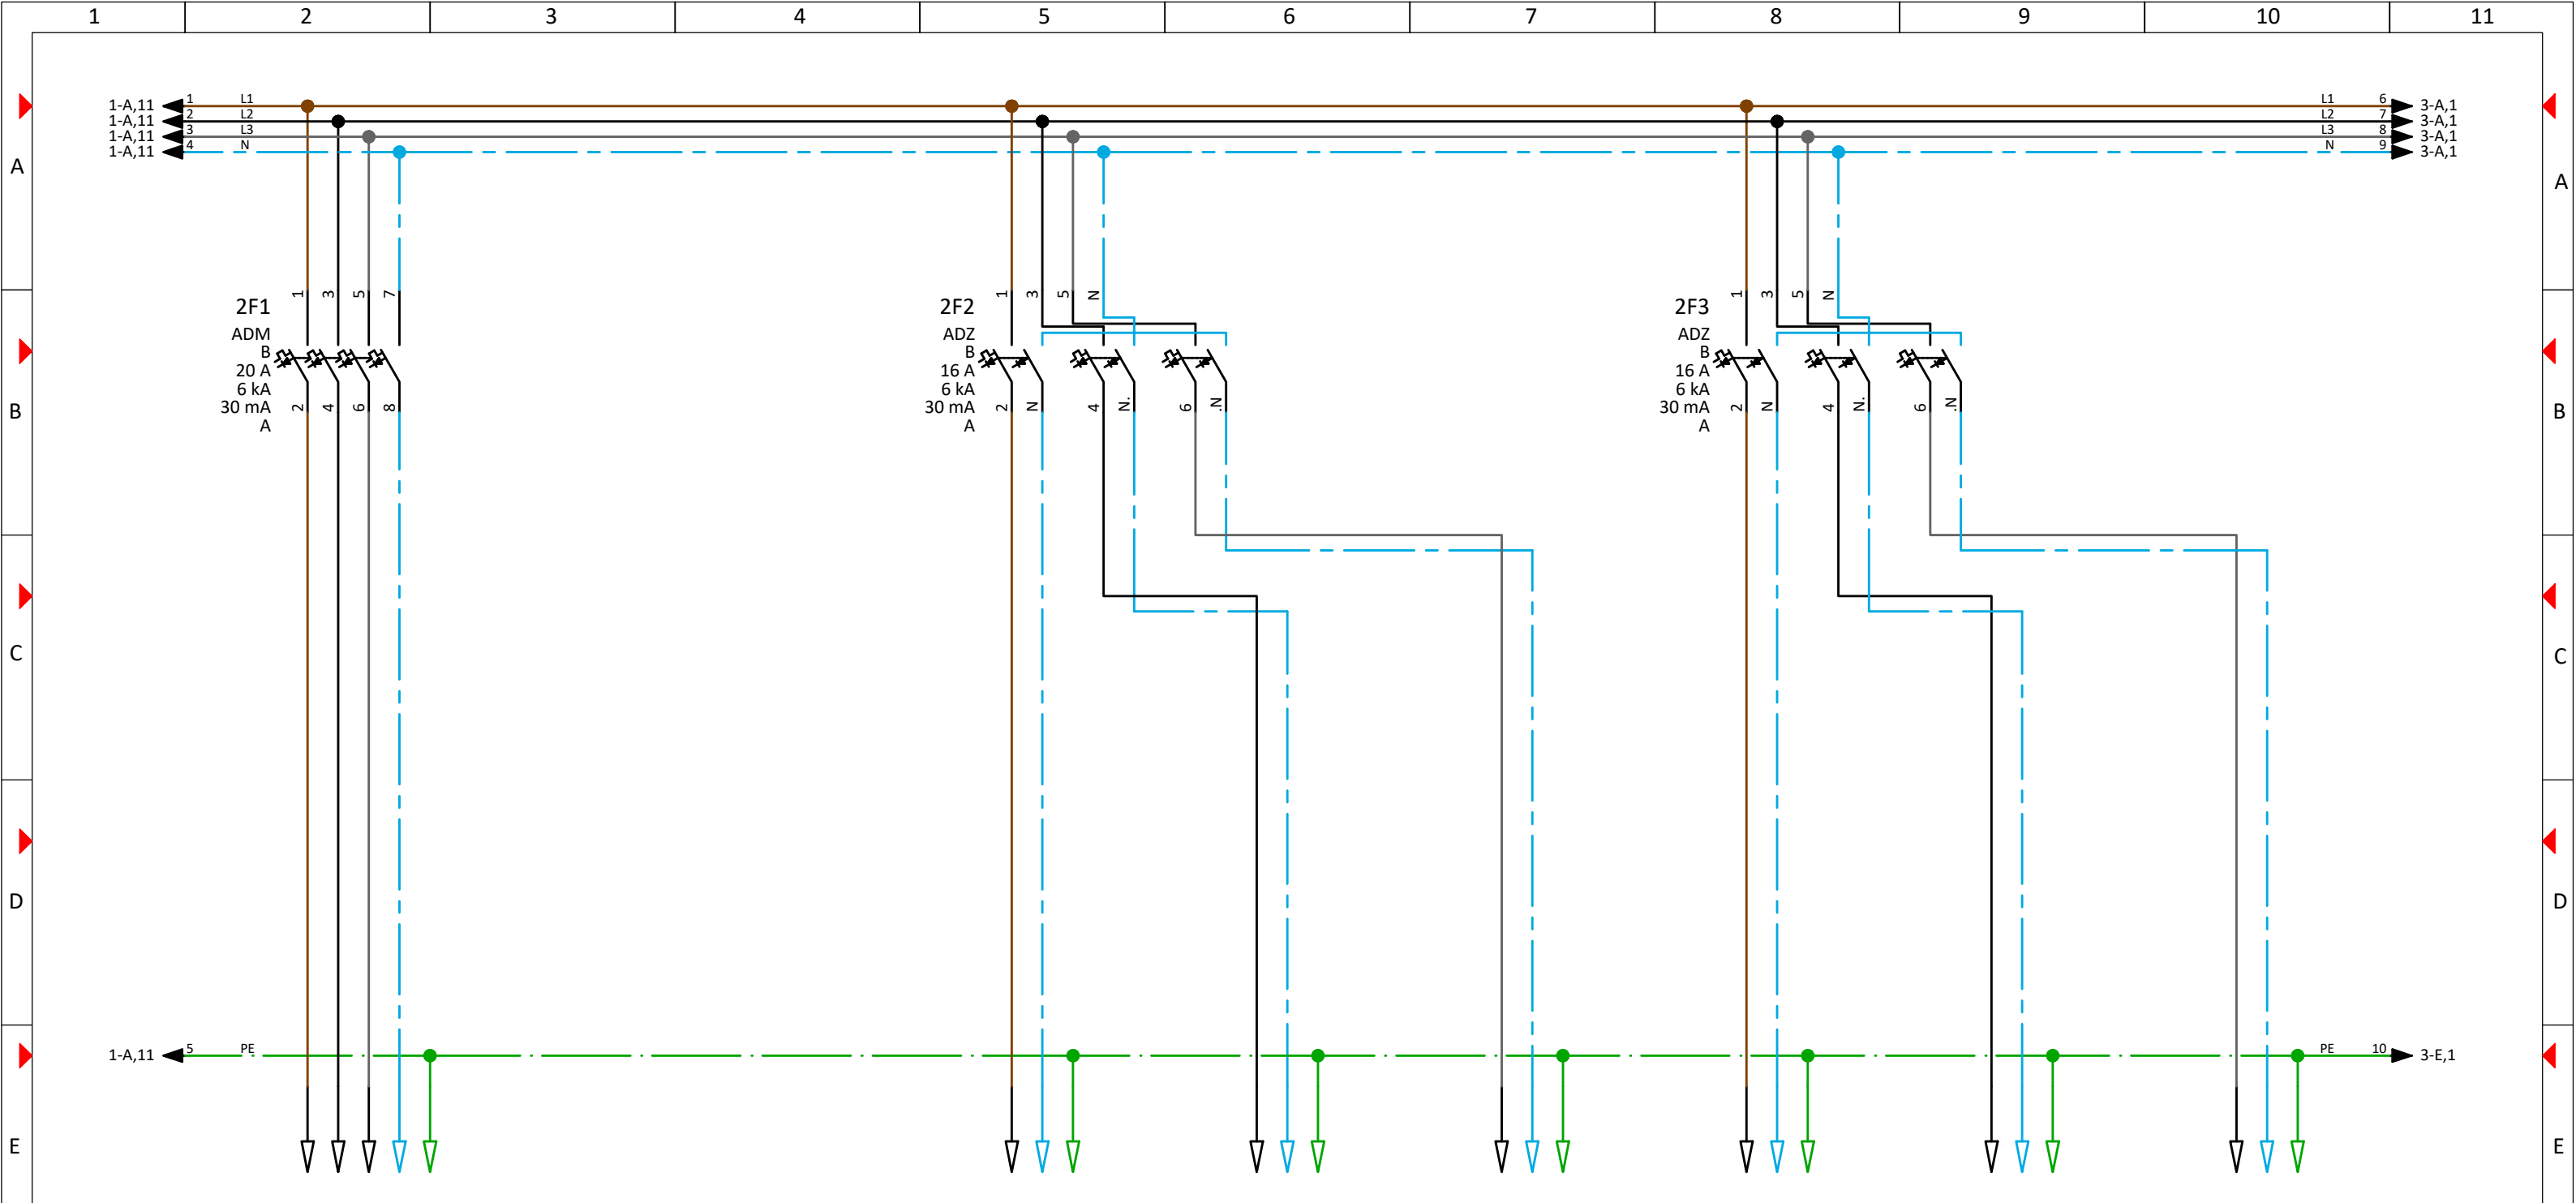 1 2 3 4 5 6 7 8 9 10 11
1-A,11 1 L1 L1 6 3-A,1
1-A,11 2 L2 L2 7 3-A,1
1-A,11 3 L3 L3 8 3-A,1
1-A,11 4 N N 9 3-A,1
A A
1 3 5 7 1 3 5 N 1 3 5 N
2F1
ADM
B
20 A
6 kA
30 mA
A
2 4 6 8
2F2
ADZ
B
16 A
6 kA
30 mA
A
2 N 4 N. 6 .N
2F3
ADZ
B
16 A
6 kA
30 mA
A
2 N 4 N. 6 .N
B B
C C
D D
1-A,11 5 PE PE 10 3-E,1
E E